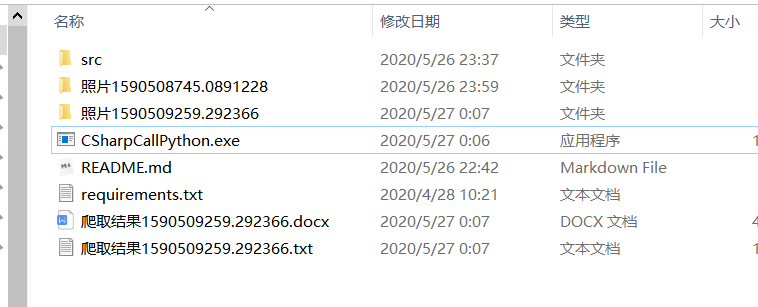 名称 修改日期 类型 大小
src 2020/5/26 23:37 文件夹
照片1590508745.0891228 2020/5/26 23:59 文件夹
照片1590509259.292366 2020/5/27 0:07 文件夹
CSharpCallPython.exe 2020/5/27 0:06 应用程序 1
README.md 2020/5/26 22:42 Markdown File
requirements.txt 2020/4/28 10:21 文本文档
爬取结果1590509259.292366.docx 2020/5/27 0:07 DOCX 文档 4
爬取结果1590509259.292366.txt 2020/5/27 0:07 文本文档 1